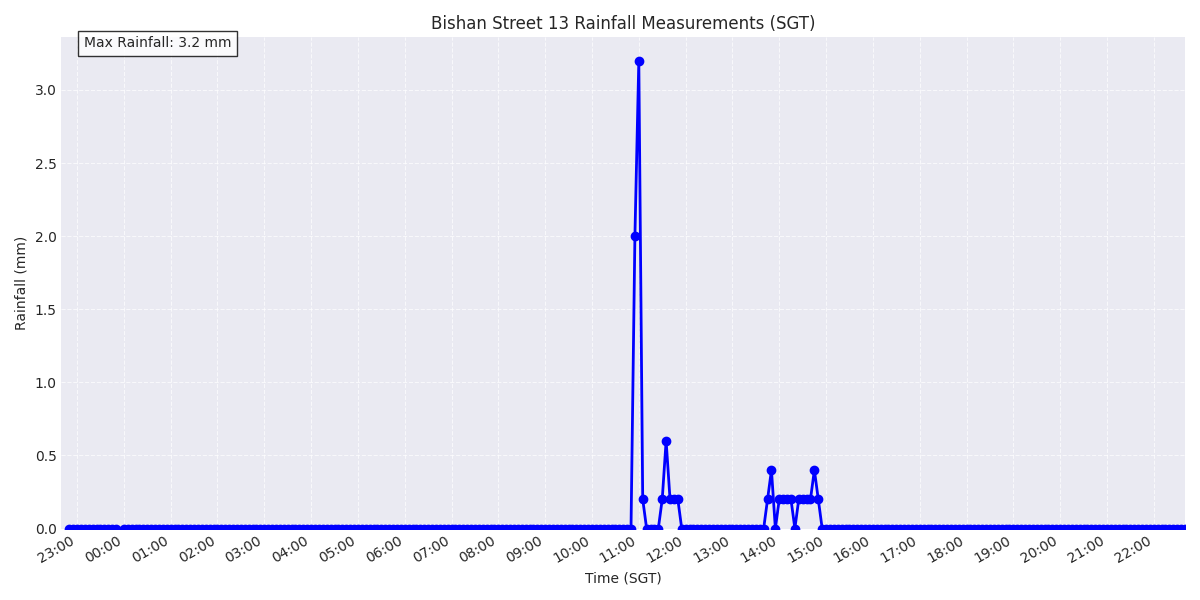 Bishan Street 13 Rainfall Measurements (SGT)
Max Rainfall: 3.2 mm
Rainfall (mm)
3.0
2.5
2.0
1.5
1.0
0.5
0.0
23:00 00:00 01:00 02:00 03:00 04:00 05:00 06:00 07:00 08:00 09:00 10:00 11:00 12:00 13:00 14:00 15:00 16:00 17:00 18:00 19:00 20:00 21:00 22:00
Time (SGT)